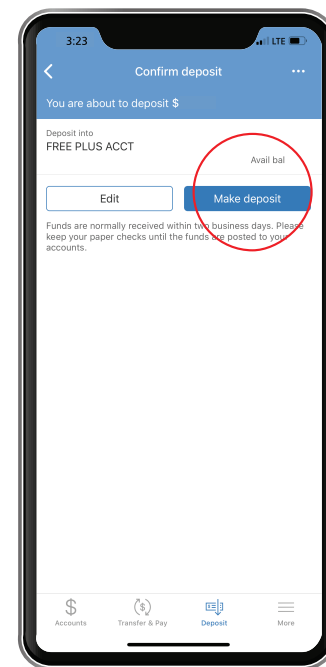 3:23
LTE
Confirm deposit
You are about to deposit $
Deposit into
FREE PLUS ACCT
Avail bal
Edit
Make deposit
Funds are normally received within two business days. Please
keep your paper checks until the funds are posted to your
accounts.
Accounts
Transfer & Pay
Deposit
More